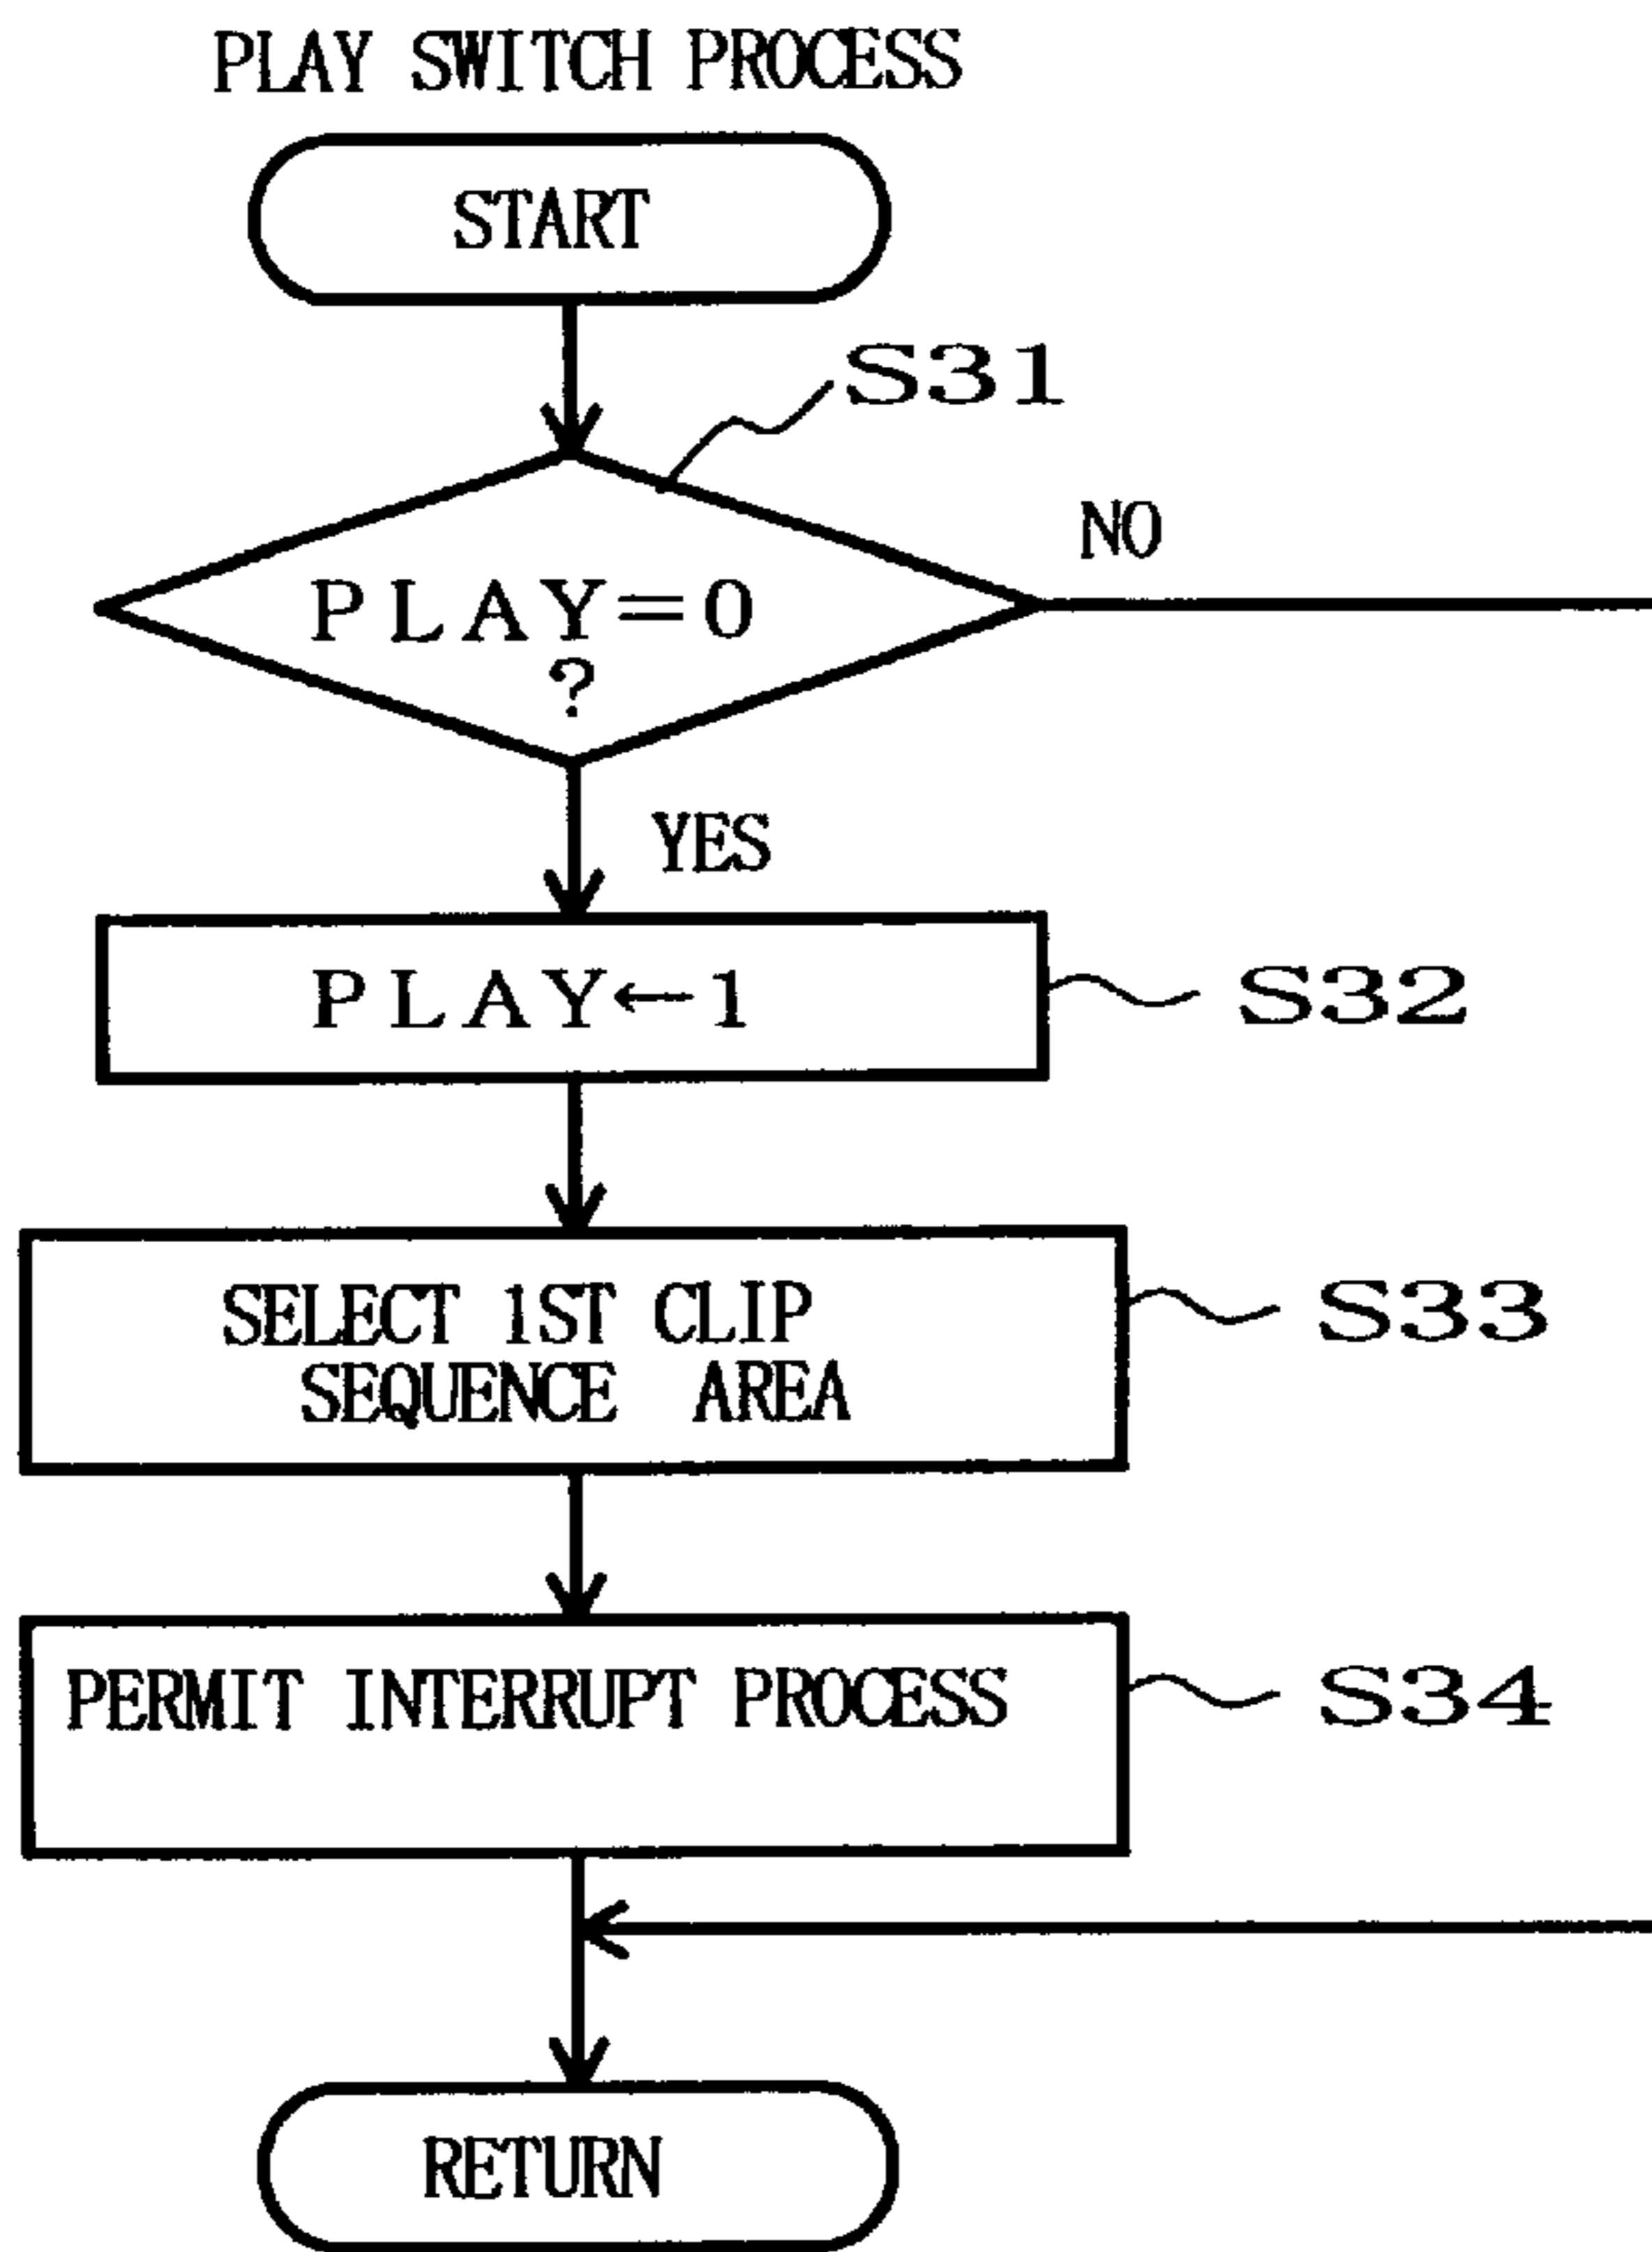 PLAY SWITCH PROCESS
START
S31
NO
PLAY=0
?
YES
PLAY←1
S32
SELECT 1ST CLIP
SEQUENCE AREA
S33
PERMIT INTERRUPT PROCESS
S34
RETURN